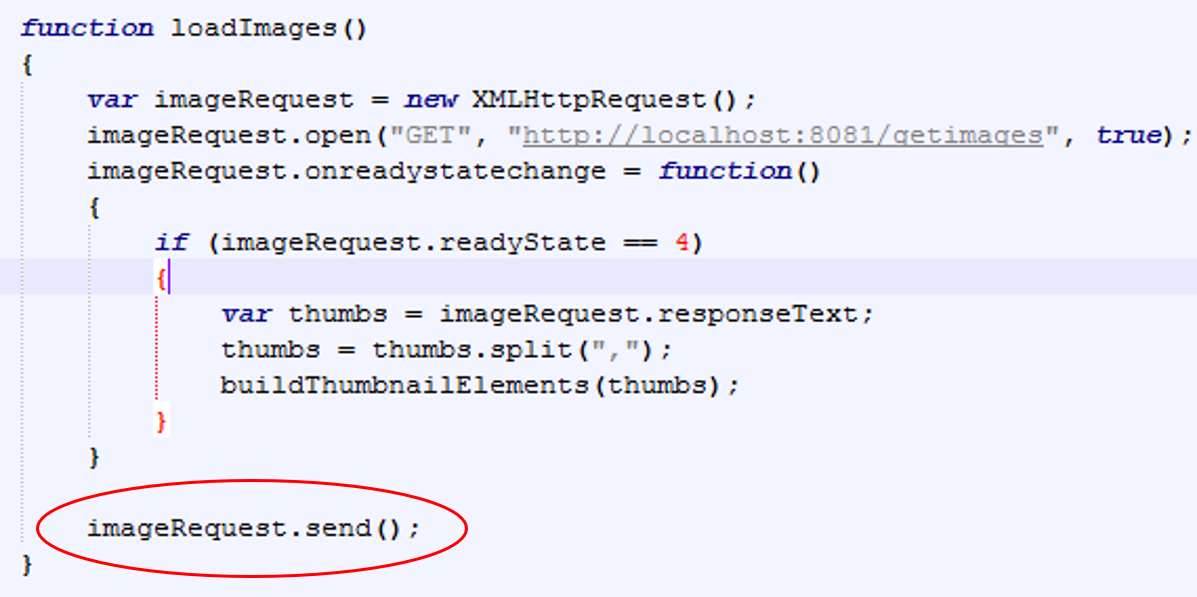 function loadImages()
{
var imageRequest = new XMLHttpRequest();
imageRequest.open("GET", "http://localhost:8081/getimages", true);
imageRequest.onreadystatechange = function()
{
if (imageRequest.readyState == 4)
{
var thumbs = imageRequest.responseText;
thumbs = thumbs.split(",");
buildThumbnailElements(thumbs);
}
}
imageRequest.send();
}